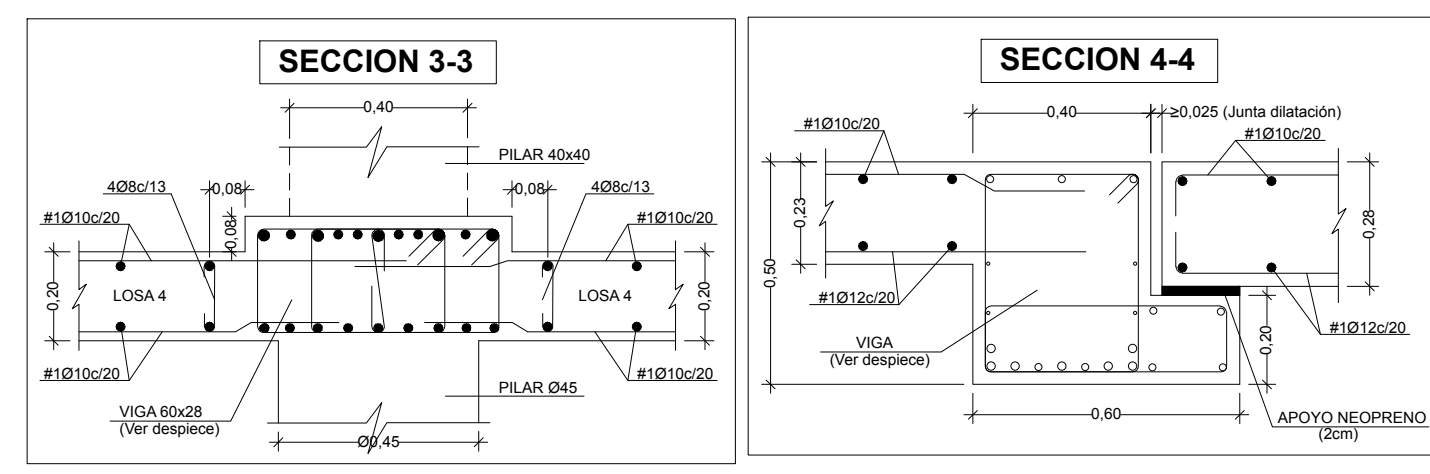 SECCION 3-3
0,40
PILAR 40x40
4Ø8c/13
0,08
0,08
4Ø8c/13
#1Ø10c/20
0,08
#1Ø10c/20
0,20
LOSA 4
LOSA 4
0,20
#1Ø10c/20
#1Ø10c/20
VIGA 60x28
(Ver despiece)
PILAR Ø45
Ø0,45
SECCION 4-4
0,40
≥0,025 (Junta dilatación)
#1Ø10c/20
#1Ø10c/20
0,23
0,50
0,28
#1Ø12c/20
0,20
#1Ø12c/20
VIGA
(Ver despiece)
0,60
APOYO NEOPRENO
(2cm)